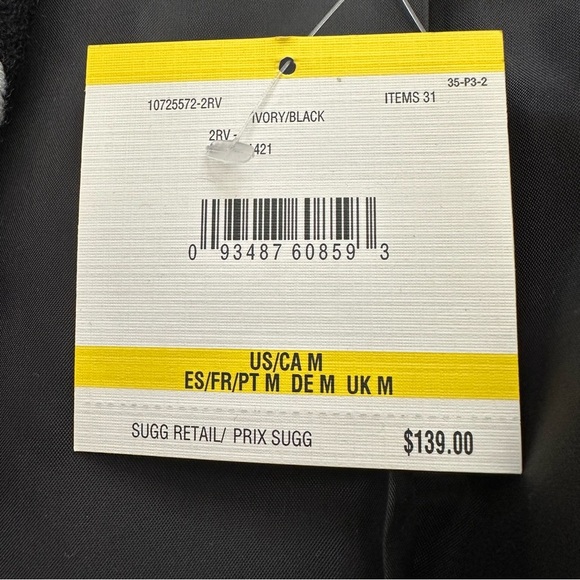 35-P3-2
10725572-2RV ITEMS 31
IVORY/BLACK
2RV -
421
0 93487 60859 3
US/CA M
ES/FR/PT M DE M UK M
SUGG RETAIL/ PRIX SUGG $139.00